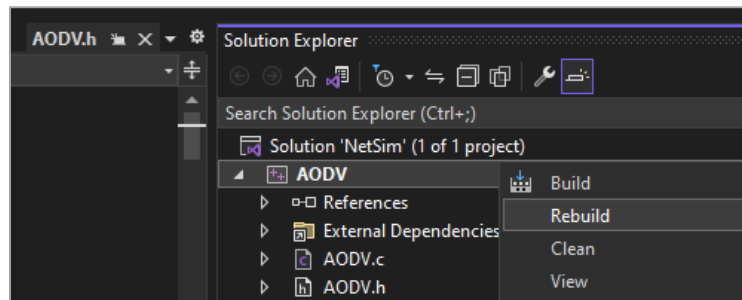 AODV.h
Solution Explorer
Search Solution Explorer (Ctrl+;)
Solution 'NetSim' (1 of 1 project)
AODV
References
External Dependencies
AODV.c
AODV.h
Build
Rebuild
Clean
View